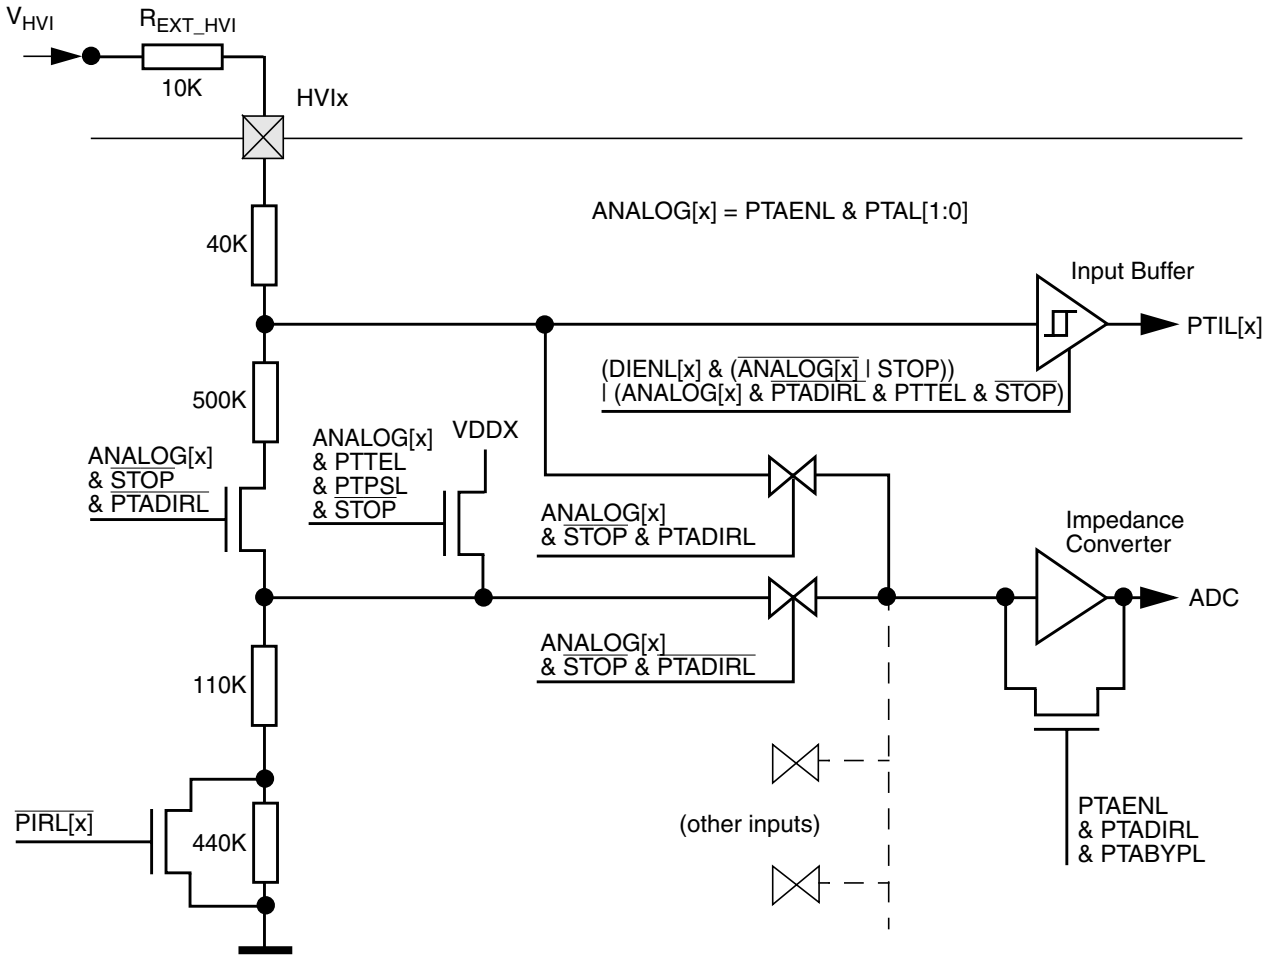 VHVI
REXT_HVI
10K
HVIx
ANALOG[x] = PTAENL & PTAL[1:0]
40K
Input Buffer
PTIL[x]
(DIENL[x] & (ANALOG[x] | STOP))
| (ANALOG[x] & PTADIRL & PTTEL & STOP)
500K
ANALOG[x]
& STOP
& PTADIRL
ANALOG[x]
& PTTEL
& PTPSL
& STOP
VDDX
ANALOG[x]
& STOP & PTADIRL
Impedance
Converter
ADC
ANALOG[x]
& STOP & PTADIRL
110K
PIRL[x]
440K
(other inputs)
PTAENL
& PTADIRL
& PTABYPL